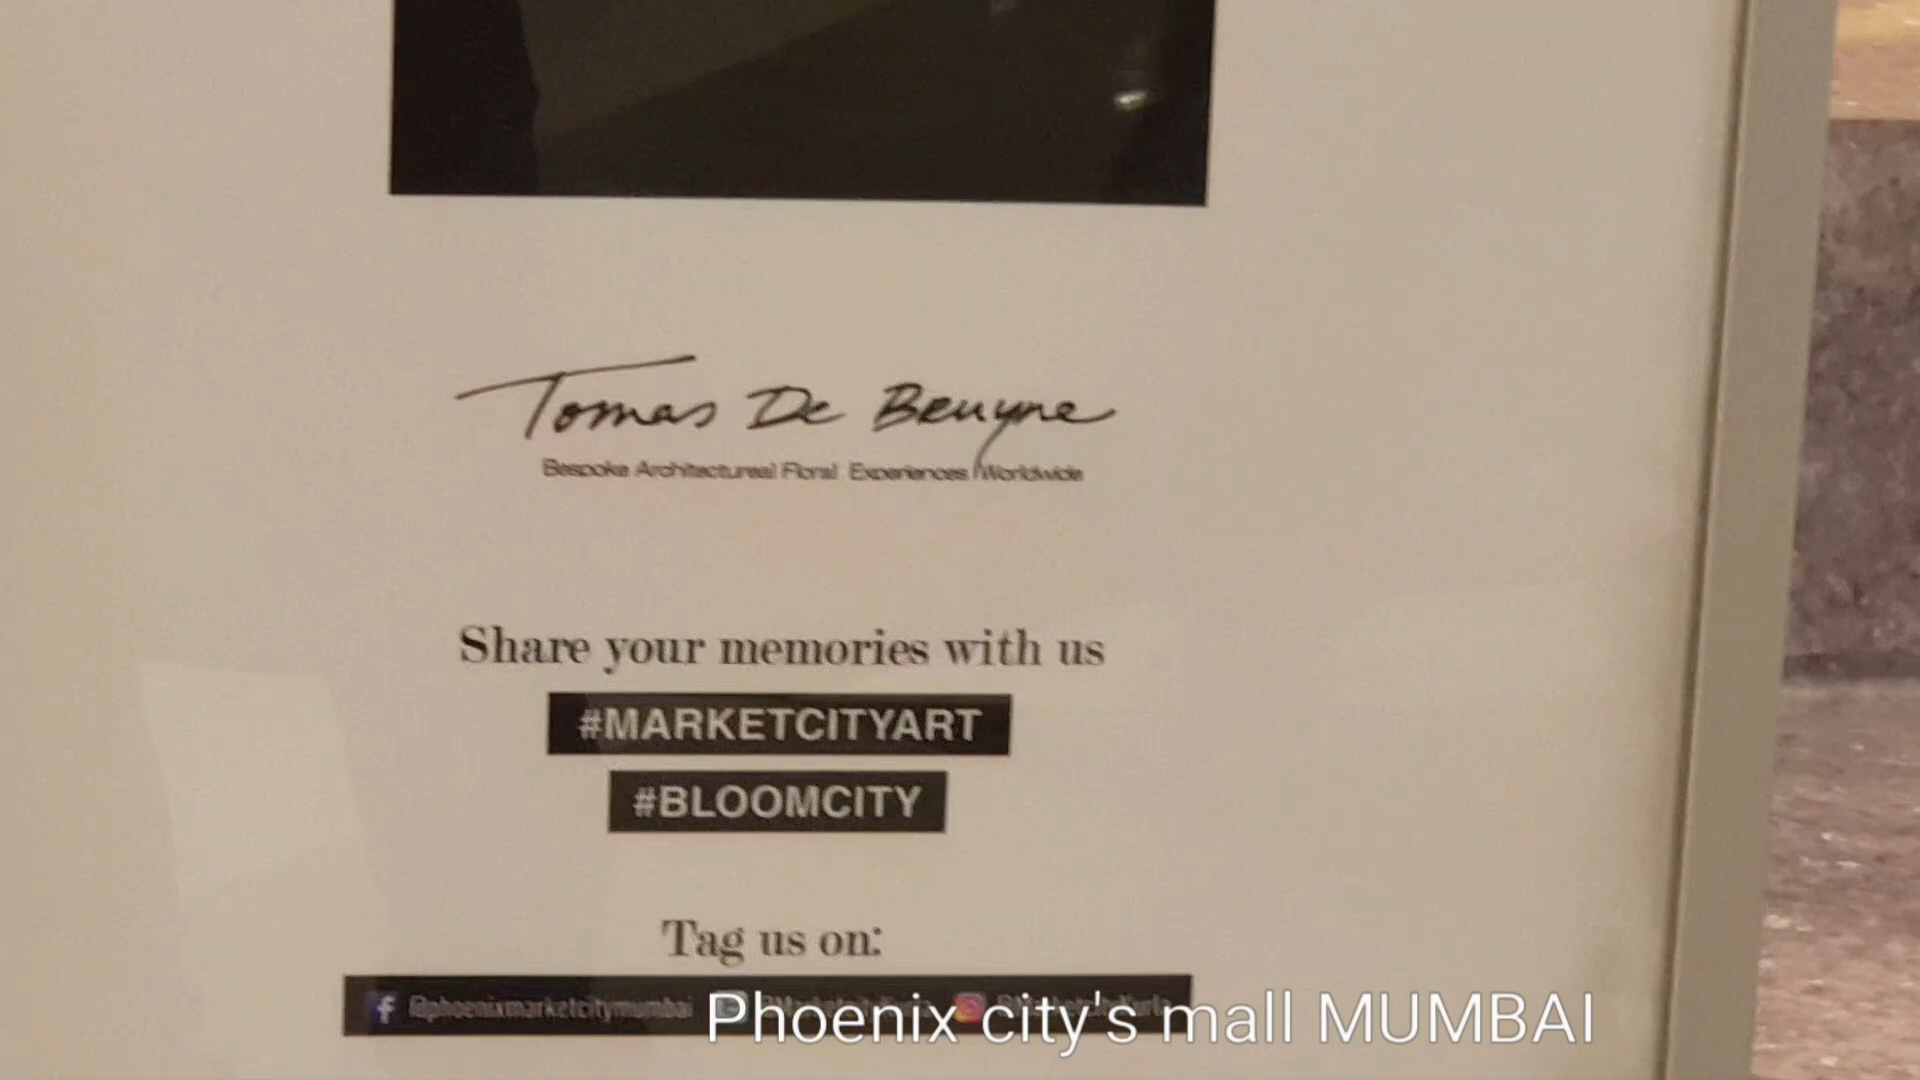 Tomas De Bruyne
Bespoke Architectureal Floral Experiences Worldwide
Share your memories with us
#MARKETCITYART
#BLOOMCITY
Tag us on:
@phoenixmarketcitymumbai
Phoenix city's mall MUMBAI